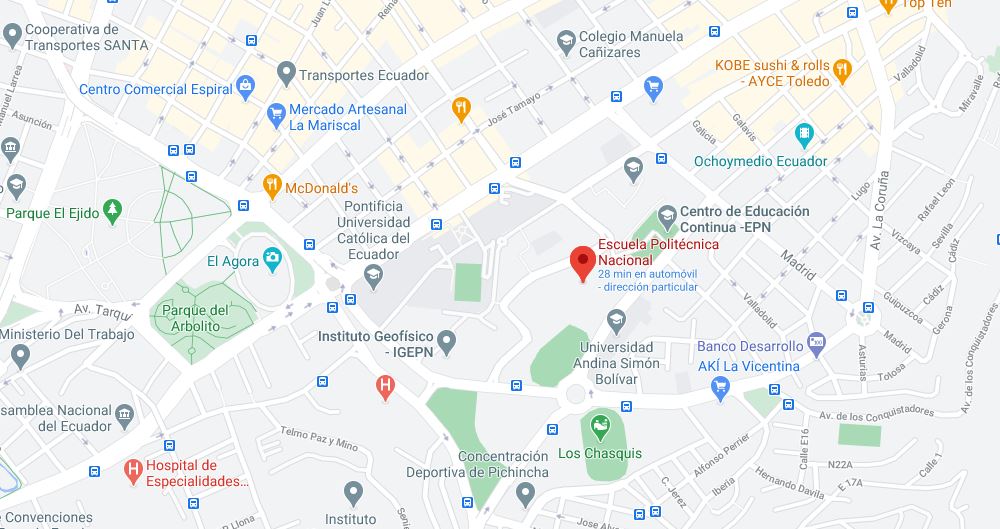 Top Ten
Juan L
Cooperativa de
Transportes SANTA
Colegio Manuela
Cañizares
KOBE sushi & rolls
- AYCE Toledo
Valladolid
Miravalle
Manuel Larrea
Transportes Ecuador
Centro Comercial Espiral
Mercado Artesanal
La Mariscal
José Tamayo
Asunción
Galicia
Galavis
Ochoymedio Ecuador
McDonald's
Parque El Ejido
Pontificia
Universidad
Católica del
Ecuador
Centro de Educación
Continua -EPN
Lugo
Rafael Leon
Av. La Coruña
Vizcaya
Sevilla
Cádiz
El Agora
Escuela Politécnica
Nacional
28 min en automóvil
- dirección particular
Madrid
Guipuzcoa
Cádiz
Gerona
Av. Tarqui
Parque del
Arbolito
Valladolid
Ministerio Del Trabajo
Instituto Geofísico
- IGEPN
Universidad
Andina Simón
Bolívar
Banco Desarrollo
AKÍ La Vicentina
Madrid
Tolosa
Asturias
Av. de los Conquistadores
Asamblea Nacional
del Ecuador
Av. de los Conquistadores
Telmo Paz y Mino
Los Chasquis
Concentración
Deportiva de Pichincha
Alfonso Perrier
Calle E16
N22A
Calle 1
Hospital de
Especialidades...
Hernando Davila
E 17A
Iberia
C. Jerez
de Convenciones
Instituto
José Alv